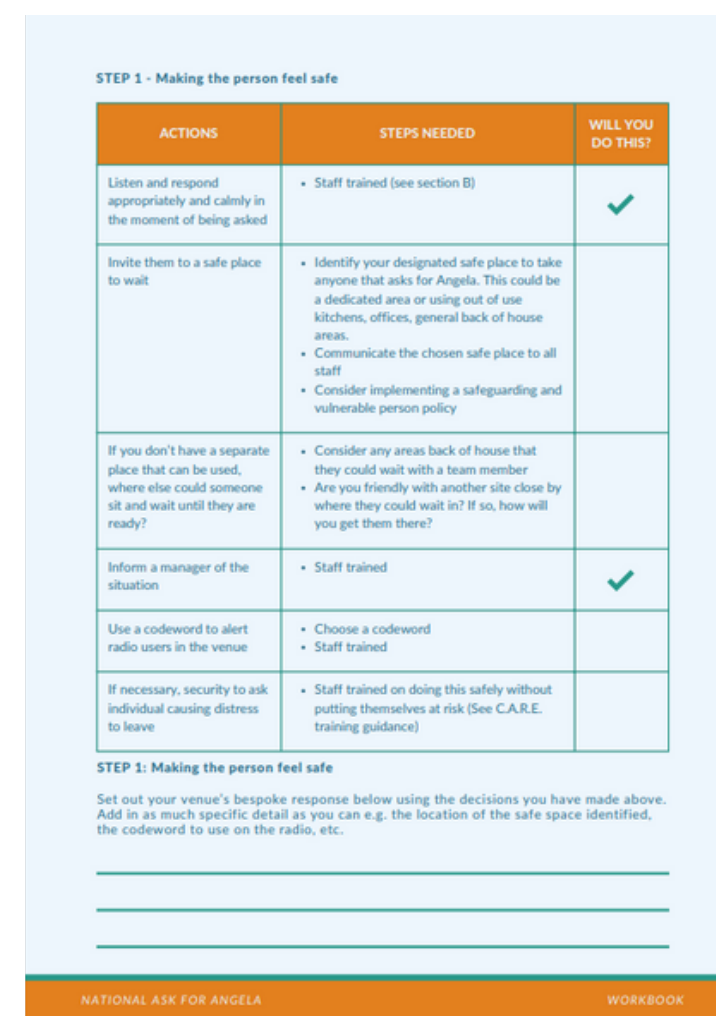 STEP 1 - Making the person feel safe
ACTIONS
STEPS NEEDED
WILL YOU
DO THIS?
Listen and respond
appropriately and calmly in
the moment of being asked
• Staff trained (see section B)
Invite them to a safe place
to wait
• Identify your designated safe place to take
anyone that asks for Angela. This could be
a dedicated area or using out of use
kitchens, offices, general back of house
areas.
• Communicate the chosen safe place to all
staff
• Consider implementing a safeguarding and
vulnerable person policy
If you don't have a separate
place that can be used,
where else could someone
sit and wait until they are
ready?
• Consider any areas back of house that
they could wait with a team member
• Are you friendly with another site close by
where they could wait in? If so, how will
you get them there?
Inform a manager of the
situation
• Staff trained
Use a codeword to alert
radio users in the venue
• Choose a codeword
• Staff trained
If necessary, security to ask
individual causing distress
to leave
• Staff trained on doing this safely without
putting themselves at risk (See C.A.R.E.
training guidance)
STEP 1: Making the person feel safe
Set out your venue's bespoke response below using the decisions you have made above.
Add in as much specific detail as you can e.g. the location of the safe space identified,
the codeword to use on the radio, etc.
NATIONAL ASK FOR ANGELA
WORKBOOK